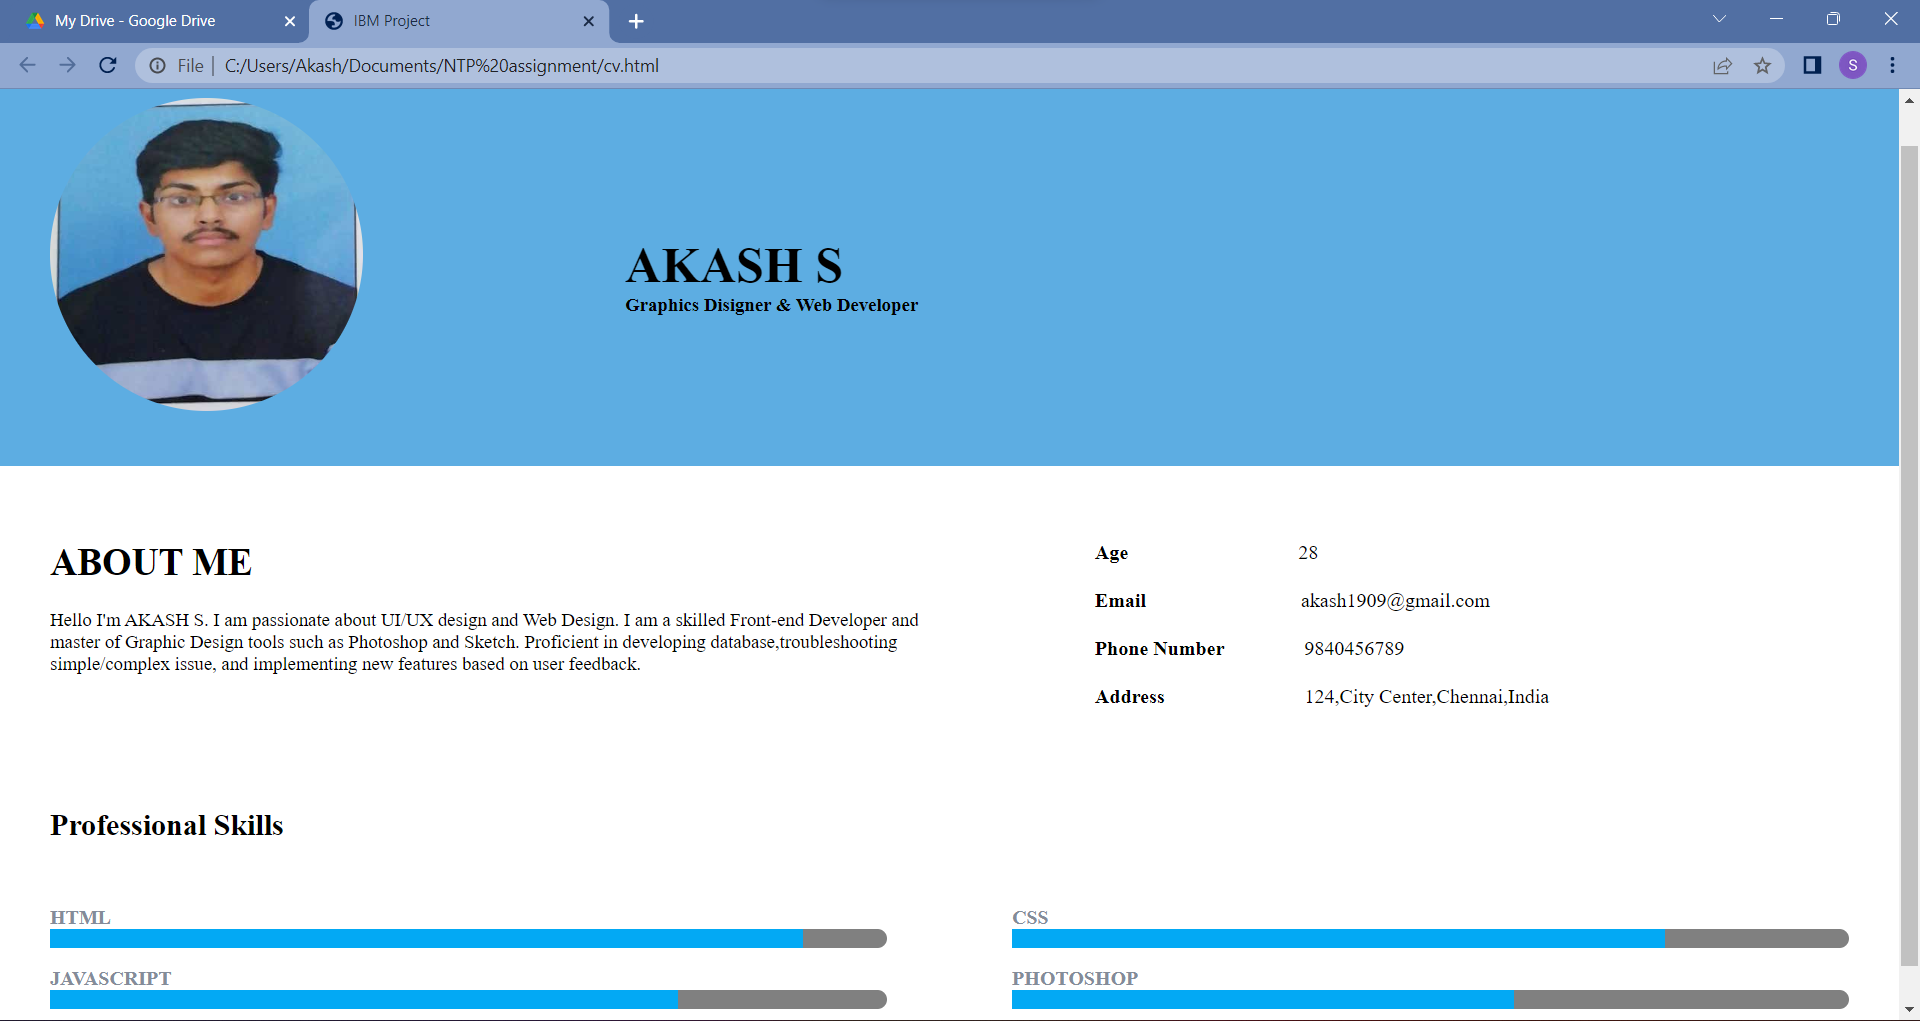 My Drive - Google Drive
IBM Project
File | C:/Users/Akash/Documents/NTP%20assignment/cv.html
S
AKASH S
Graphics Disigner & Web Developer
ABOUT ME
Hello I'm AKASH S. I am passionate about UI/UX design and Web Design. I am a skilled Front-end Developer and
master of Graphic Design tools such as Photoshop and Sketch. Proficient in developing database,troubleshooting
simple/complex issue, and implementing new features based on user feedback.
Age 28
Email akash1909@gmail.com
Phone Number 9840456789
Address 124,City Center,Chennai,India
Professional Skills
HTML
CSS
JAVASCRIPT
PHOTOSHOP